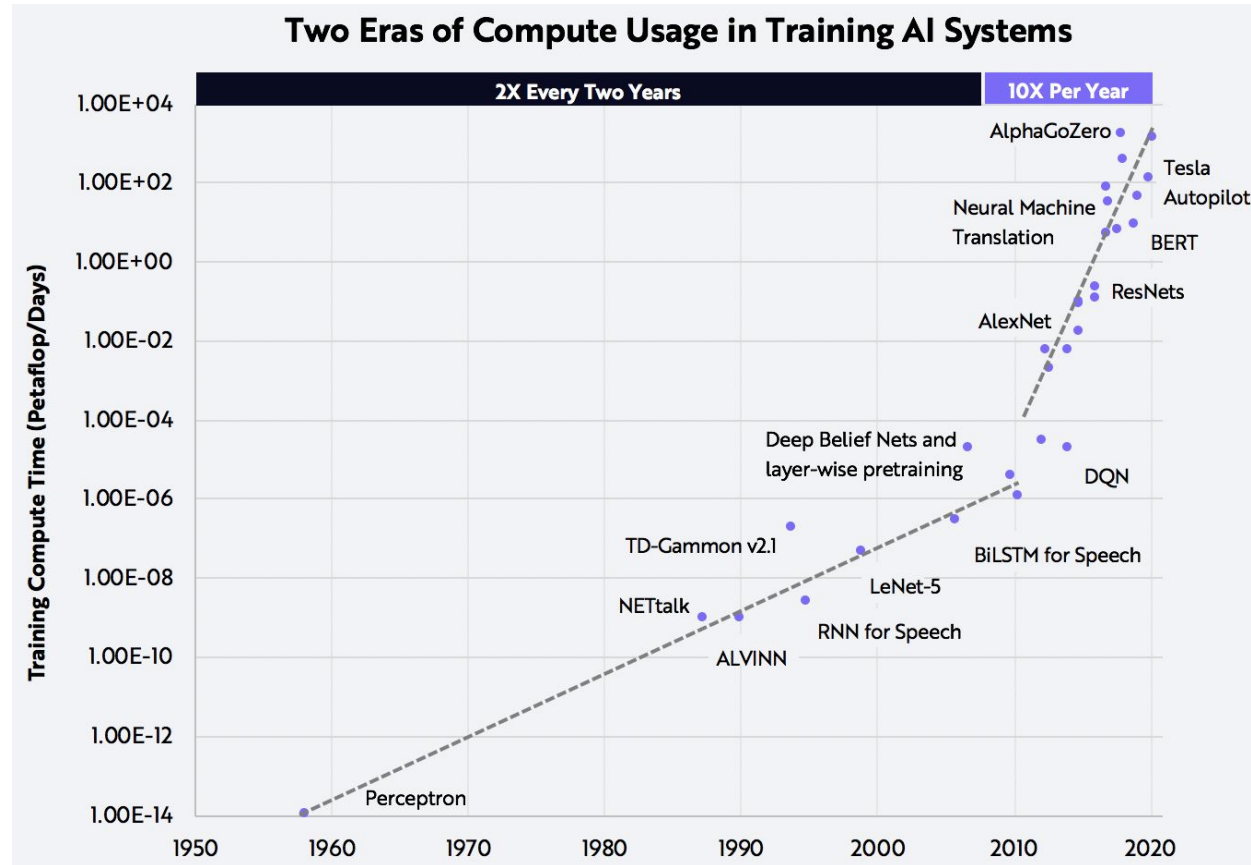 Two Eras of Compute Usage in Training AI Systems
2X Every Two Years
10X Per Year
Training Compute Time (Petaflop/Days)
1.00E+04
1.00E+02
1.00E+00
1.00E-02
1.00E-04
1.00E-06
1.00E-08
1.00E-10
1.00E-12
1.00E-14
AlphaGoZero
Tesla
Autopilot
Neural Machine
Translation
BERT
ResNets
AlexNet
Deep Belief Nets and
layer-wise pretraining
DQN
TD-Gammon v2.1
BiLSTM for Speech
LeNet-5
NETtalk
RNN for Speech
ALVINN
Perceptron
1950
1960
1970
1980
1990
2000
2010
2020